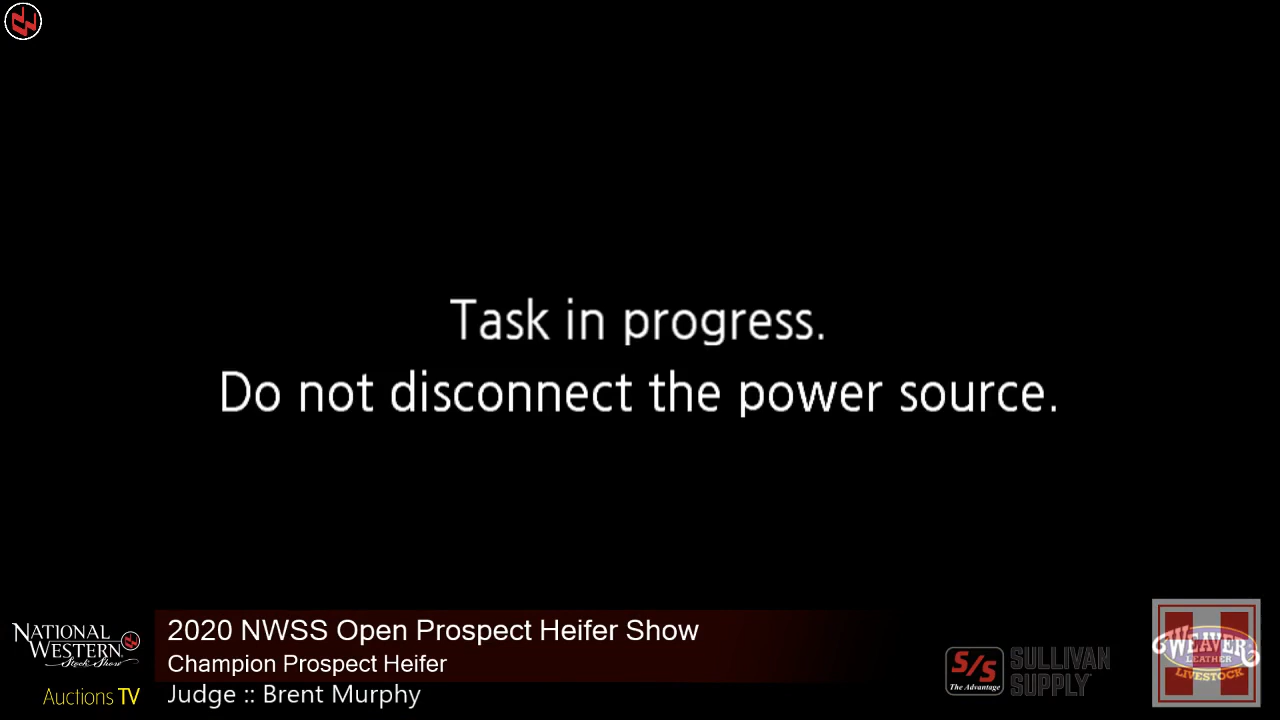 Task in progress.
Do not disconnect the power source.
2020 NWSS Open Prospect Heifer Show
Champion Prospect Heifer
Judge :: Brent Murphy
NATIONAL
WESTERN
Stock Show
Auctions TV
S/S
The Advantage
SULLIVAN
SUPPLY
WEAVER
LEATHER
LIVESTOCK